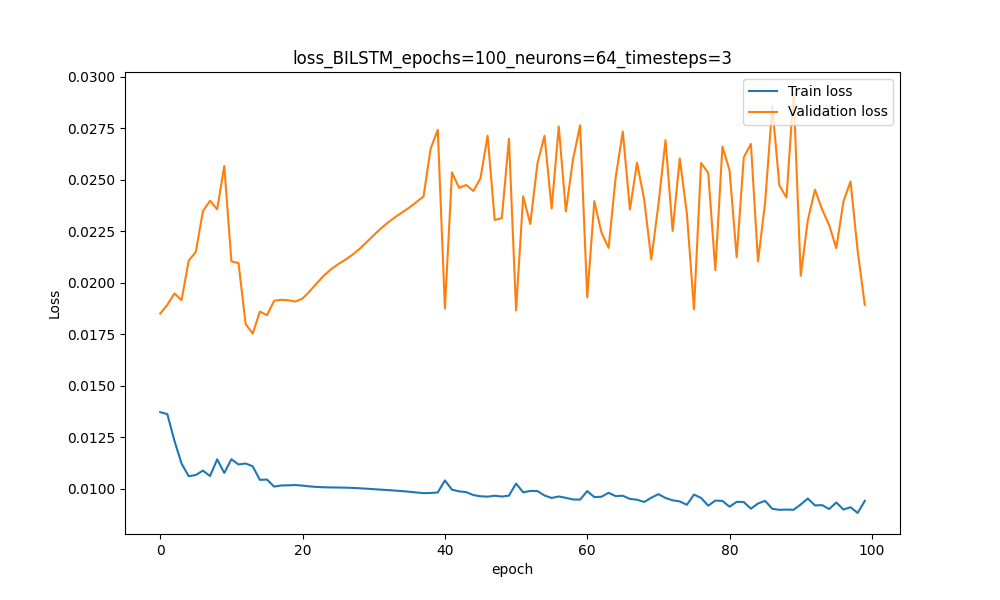 loss_BILSTM_epochs=100_neurons=64_timesteps=3
Train loss
Validation loss
0.0300
0.0275
0.0250
0.0225
0.0200
0.0175
0.0150
0.0125
0.0100
Loss
0 20 40 60 80 100
epoch